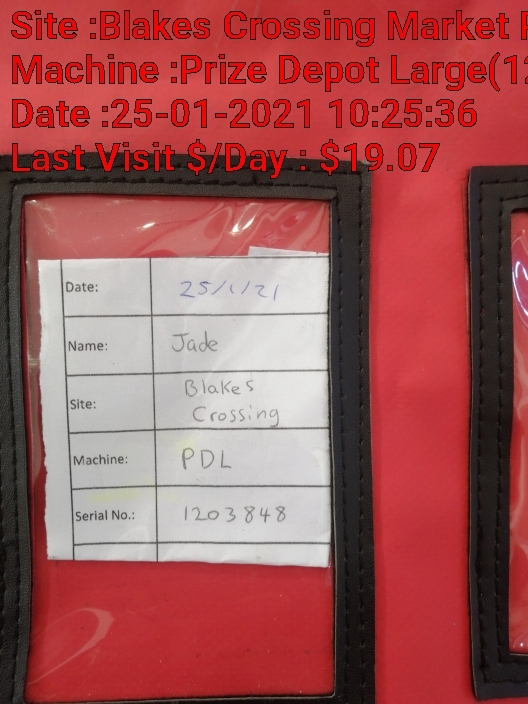 Site :Blakes Crossing Market
Machine :Prize Depot Large(12
Date :25-01-2021 10:25:36
Last Visit $/Day : $19.07
Date: 25/1/21
Name: Jade
Site: Blakes
Crossing
Machine: PDL
Serial No.: 1203848